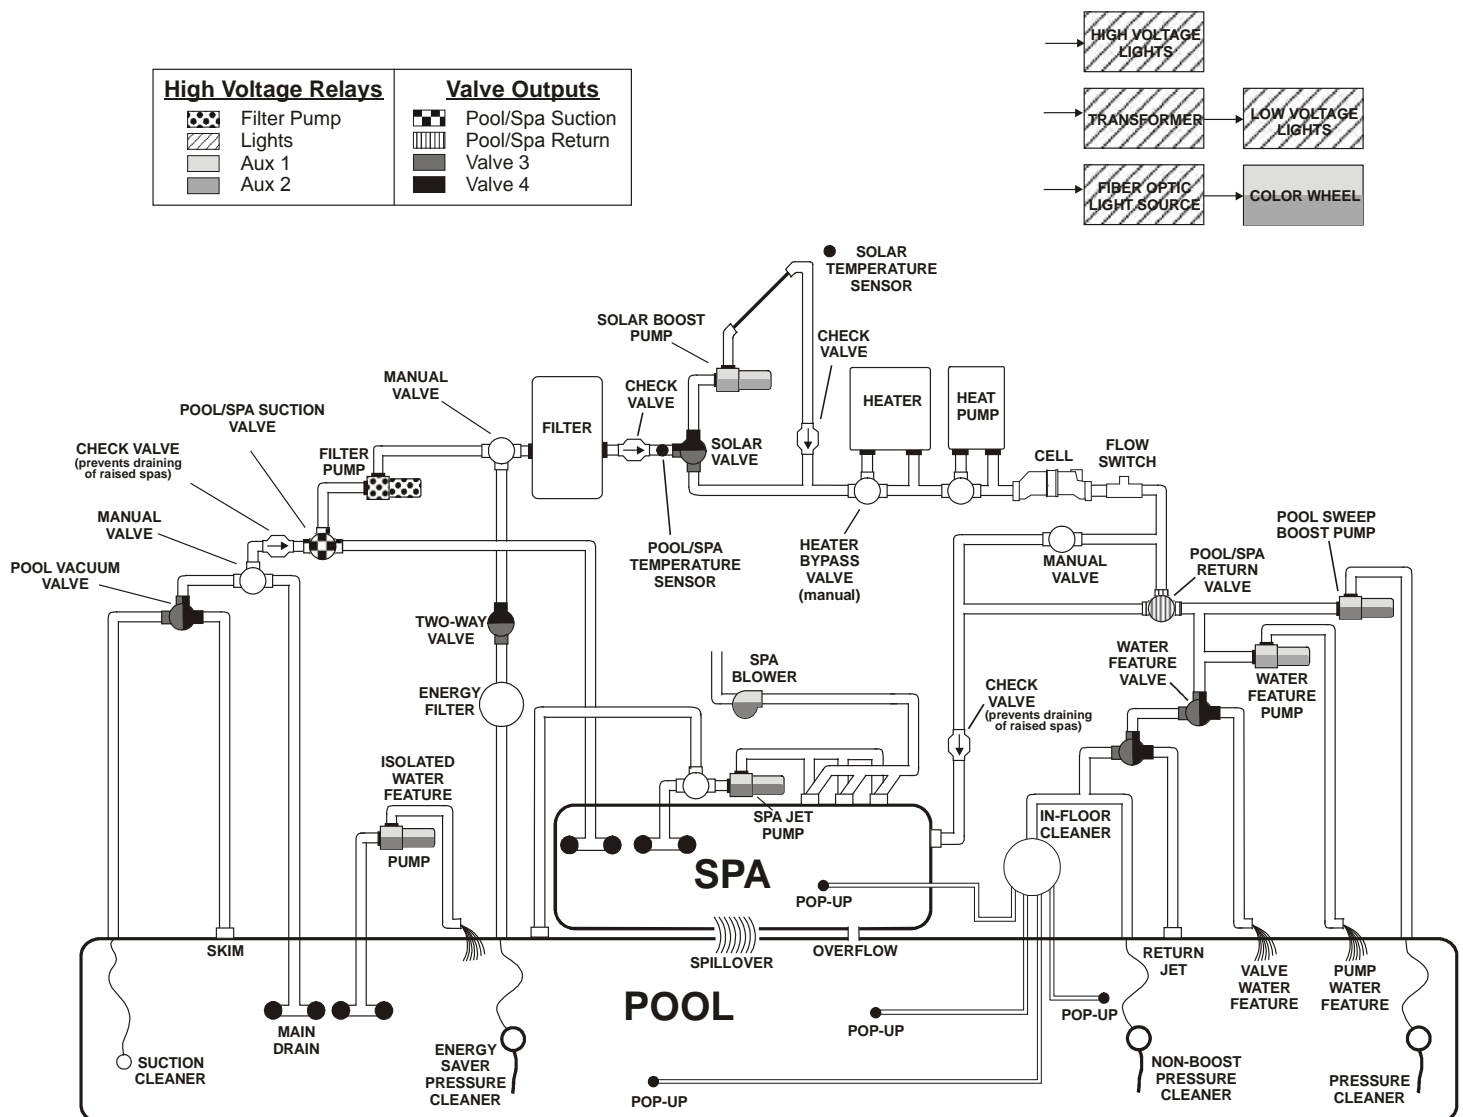 HIGH VOLTAGE
LIGHTS
TRANSFORMER
LOW VOLTAGE
LIGHTS
FIBER OPTIC
LIGHT SOURCE
COLOR WHEEL
High Voltage Relays
Filter Pump
Lights
Aux 1
Aux 2
Valve Outputs
Pool/Spa Suction
Pool/Spa Return
Valve 3
Valve 4
SOLAR
TEMPERATURE
SENSOR
SOLAR BOOST
PUMP
CHECK
VALVE
MANUAL
VALVE
CHECK
VALVE
HEATER
HEAT
PUMP
POOL/SPA SUCTION
VALVE
FILTER
SOLAR
VALVE
CHECK VALVE
(prevents draining
of raised spas)
FILTER
PUMP
CELL
FLOW
SWITCH
MANUAL
VALVE
POOL SWEEP
BOOST PUMP
POOL VACUUM
VALVE
POOL/SPA
TEMPERATURE
SENSOR
HEATER
BYPASS
VALVE
(manual)
MANUAL
VALVE
POOL/SPA
RETURN
VALVE
TWO-WAY
VALVE
SPA
BLOWER
WATER
FEATURE
VALVE
WATER
FEATURE
PUMP
ENERGY
FILTER
CHECK
VALVE
(prevents draining
of raised spas)
ISOLATED
WATER
FEATURE
PUMP
SPA JET
PUMP
IN-FLOOR
CLEANER
SPA
POP-UP
SKIM
SPILLOVER
OVERFLOW
RETURN
JET
VALVE
WATER
FEATURE
PUMP
WATER
FEATURE
POOL
MAIN
DRAIN
POP-UP
POP-UP
SUCTION
CLEANER
ENERGY
SAVER
PRESSURE
CLEANER
NON-BOOST
PRESSURE
CLEANER
PRESSURE
CLEANER
POP-UP